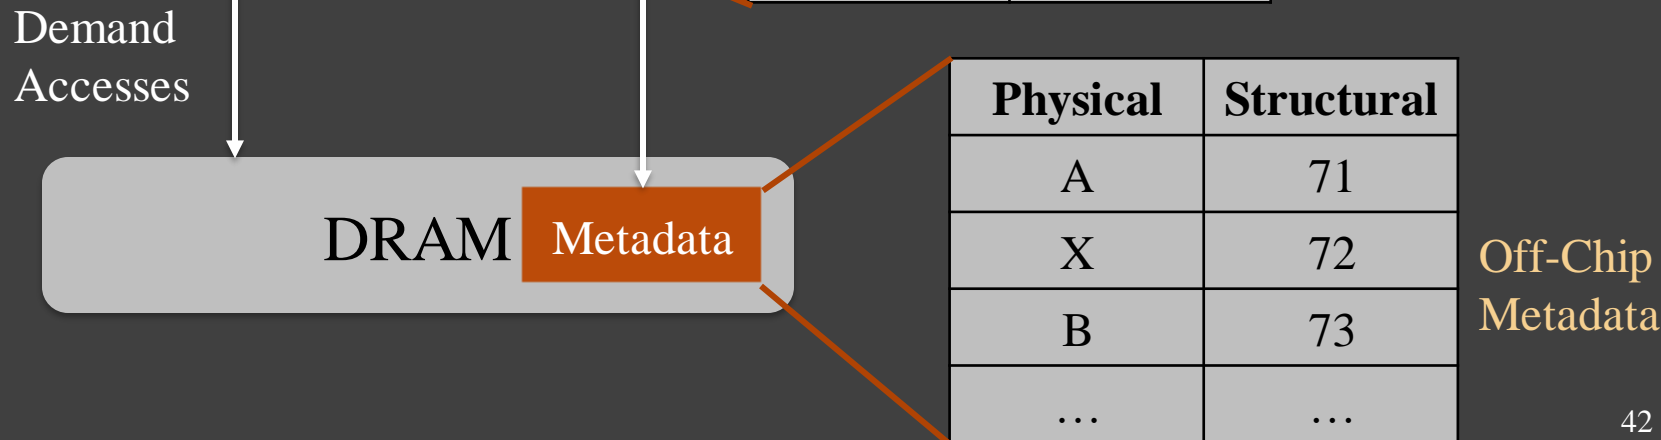 Demand
Accesses
Physical Structural
A 71
DRAM Metadata
X 72
Off-Chip
Metadata
B 73
… …
42